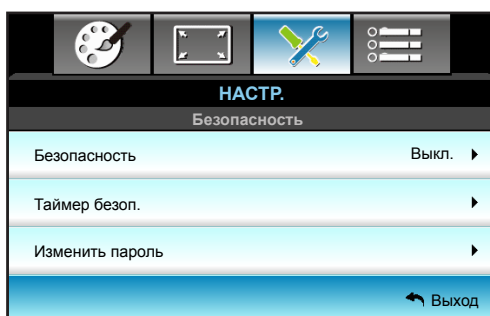 НАСТР.
Безопасность
Безопасность Выкл.
Таймер безоп.
Изменить пароль
Выход